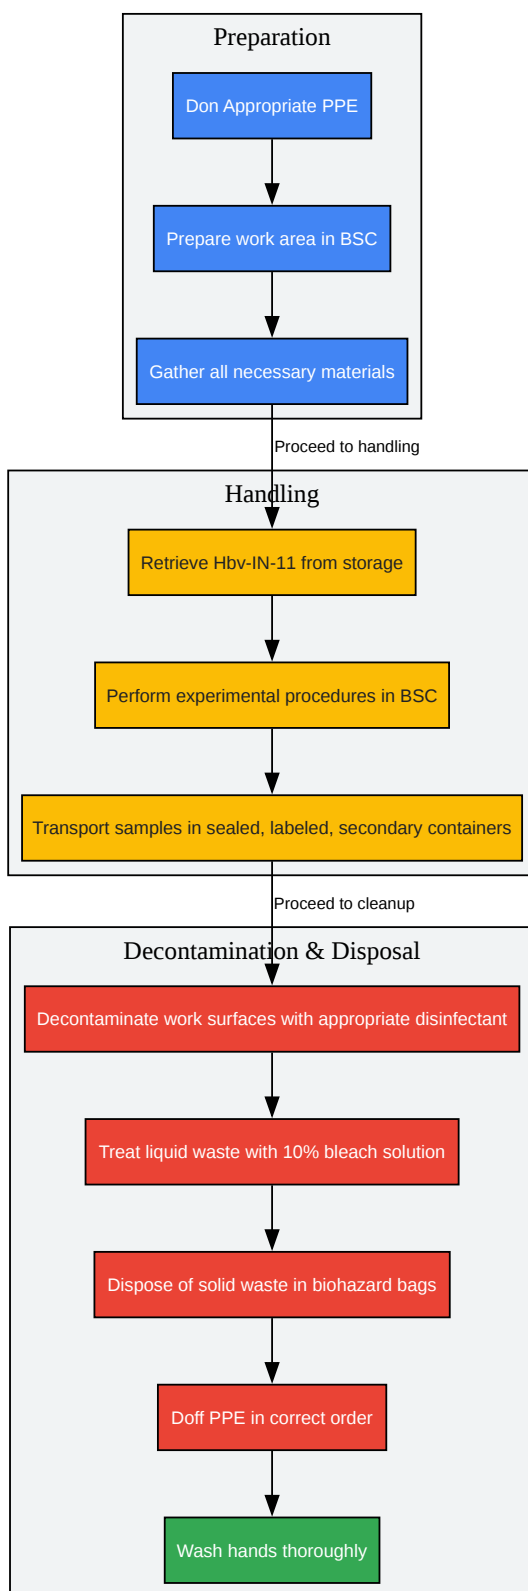 Preparation
Don Appropriate PPE
Prepare work area in BSC
Gather all necessary materials
Proceed to handling
Handling
Retrieve Hbv-IN-11 from storage
Perform experimental procedures in BSC
Transport samples in sealed, labeled, secondary containers
Proceed to cleanup
Decontamination & Disposal
Decontaminate work surfaces with appropriate disinfectant
Treat liquid waste with 10% bleach solution
Dispose of solid waste in biohazard bags
Doff PPE in correct order
Wash hands thoroughly